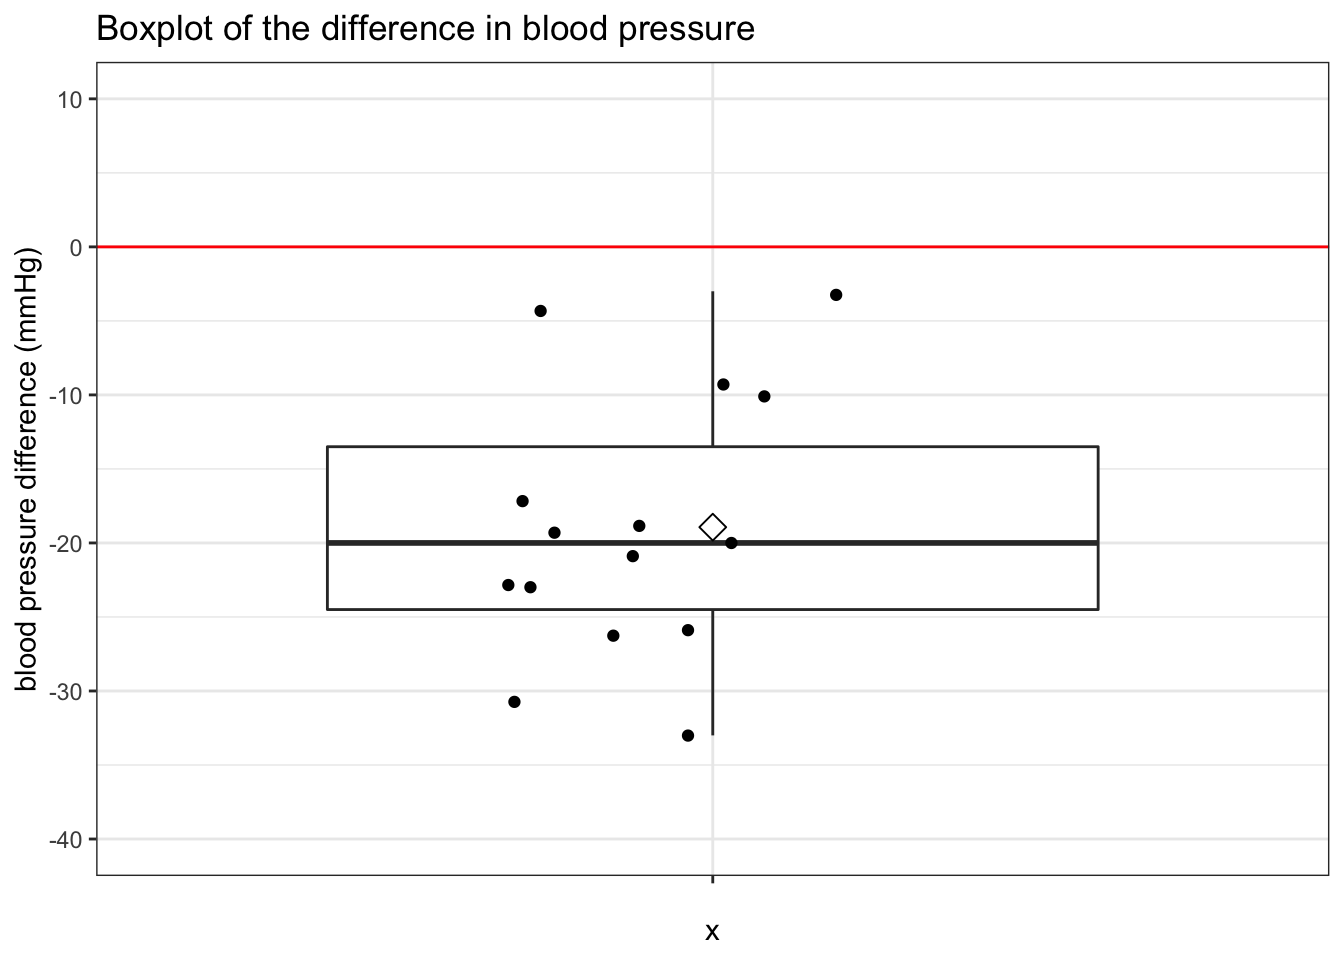 Boxplot of the difference in blood pressure
blood pressure difference (mmHg)
10
0
-10
-20
-30
-40
x